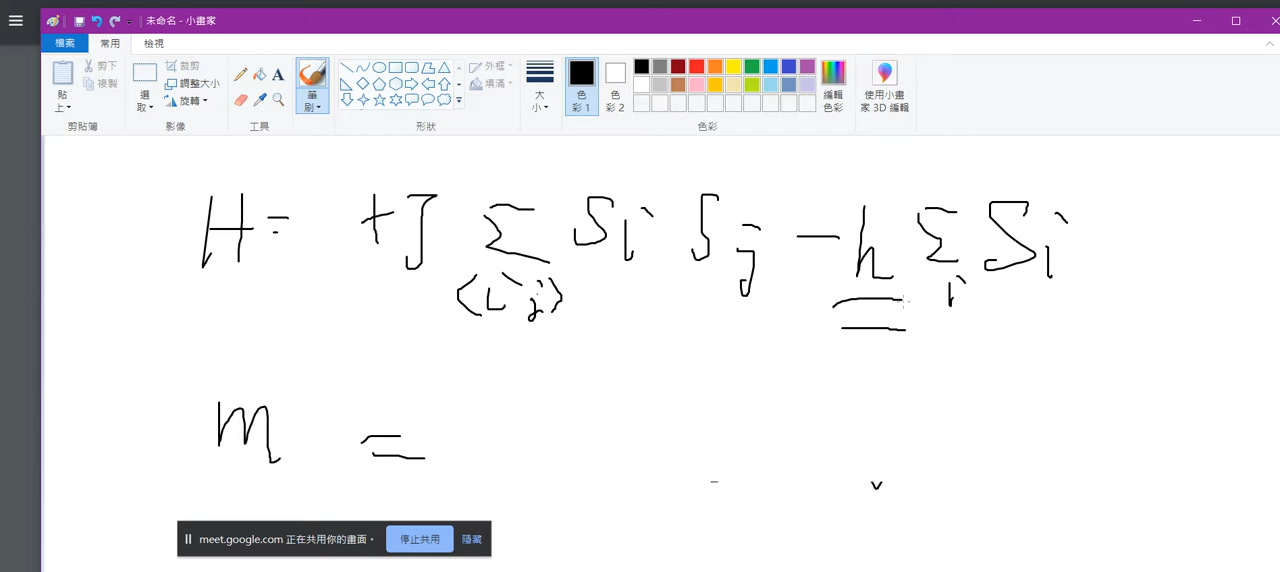 未命名 - 小畫家
檔案 常用 檢視
貼上 剪下 複製 選取 裁剪 調整大小 旋轉 A 筆刷 外框 填滿 大小 色彩 1 色彩 2 編輯色彩 使用小畫家 3D 編輯
剪貼簿 影像 工具 形狀 色彩
H = +J Σ Si Sj - h Σ Si
(i j) i
m =
meet.google.com 正在共用你的畫面。 停止共用 隱藏